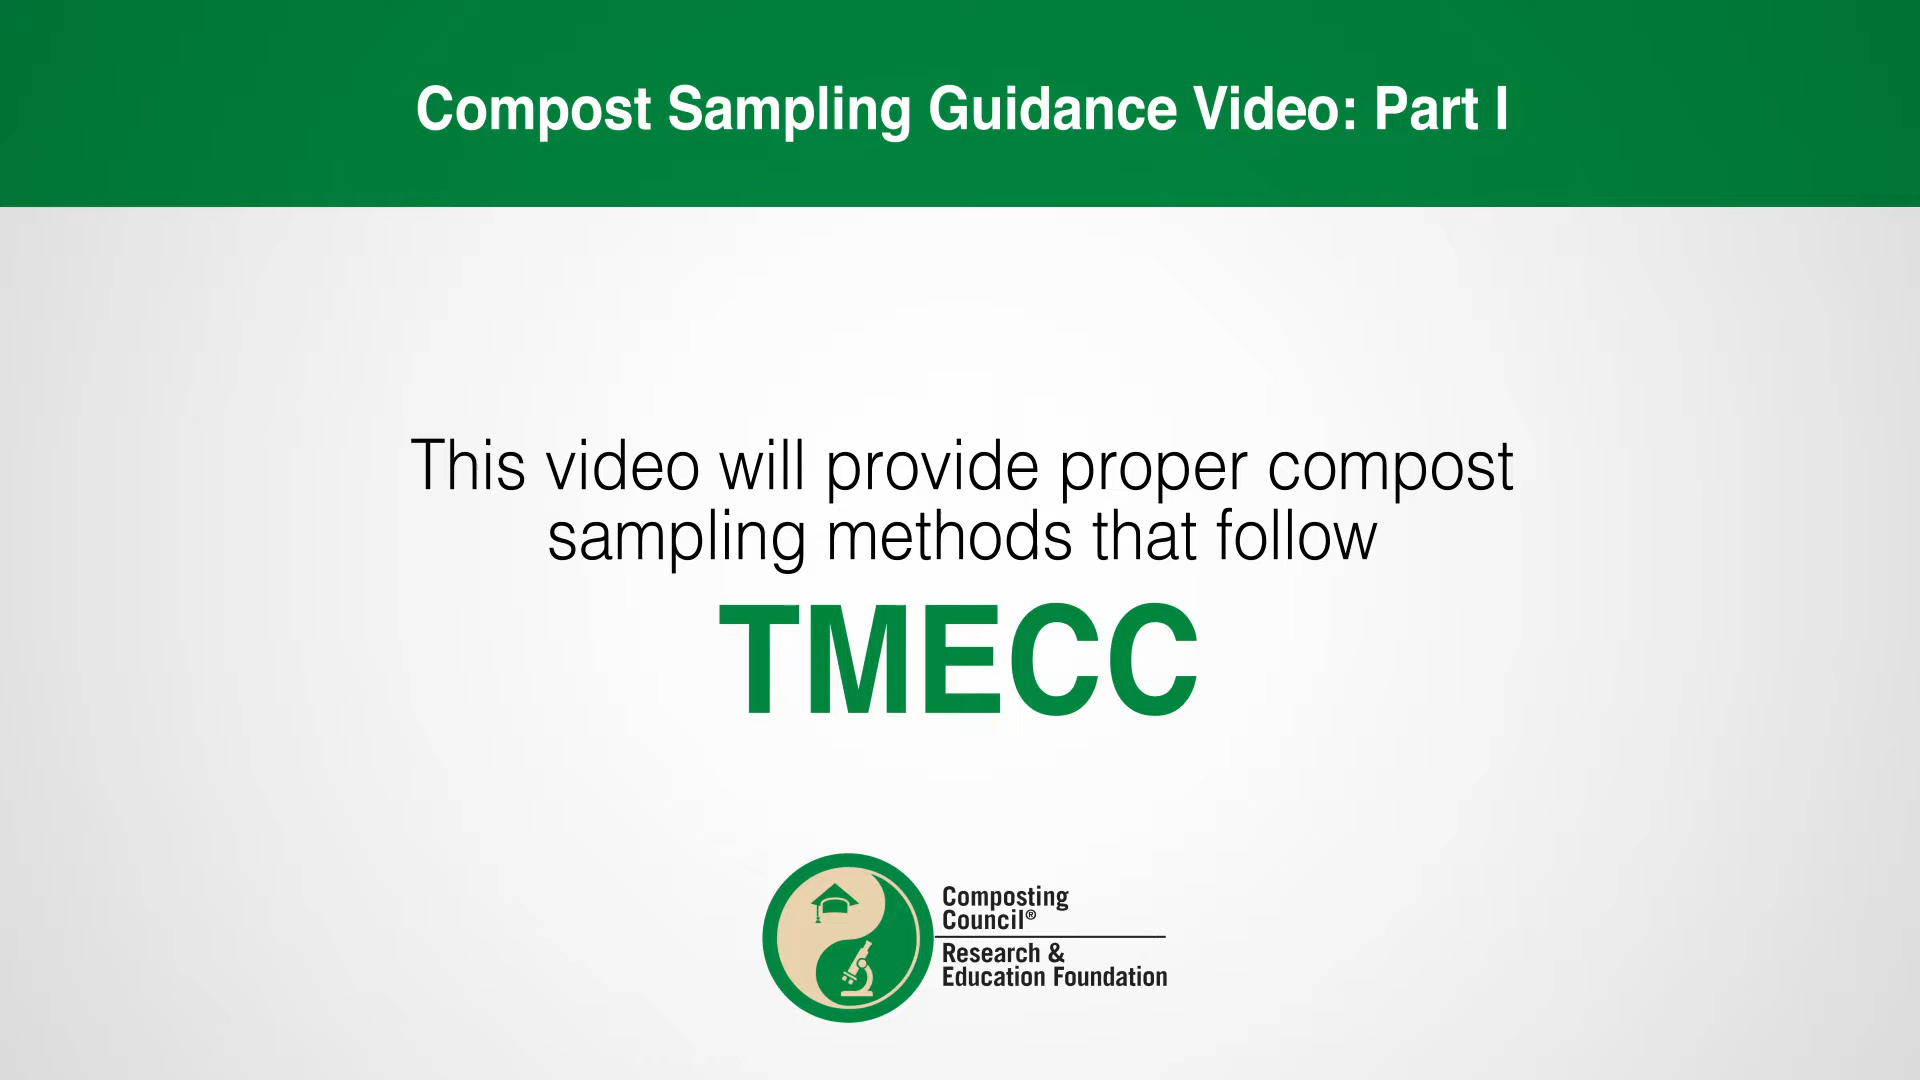 Compost Sampling Guidance Video: Part I
This video will provide proper compost
sampling methods that follow
TMECC
Composting
Council®
Research &
Education Foundation